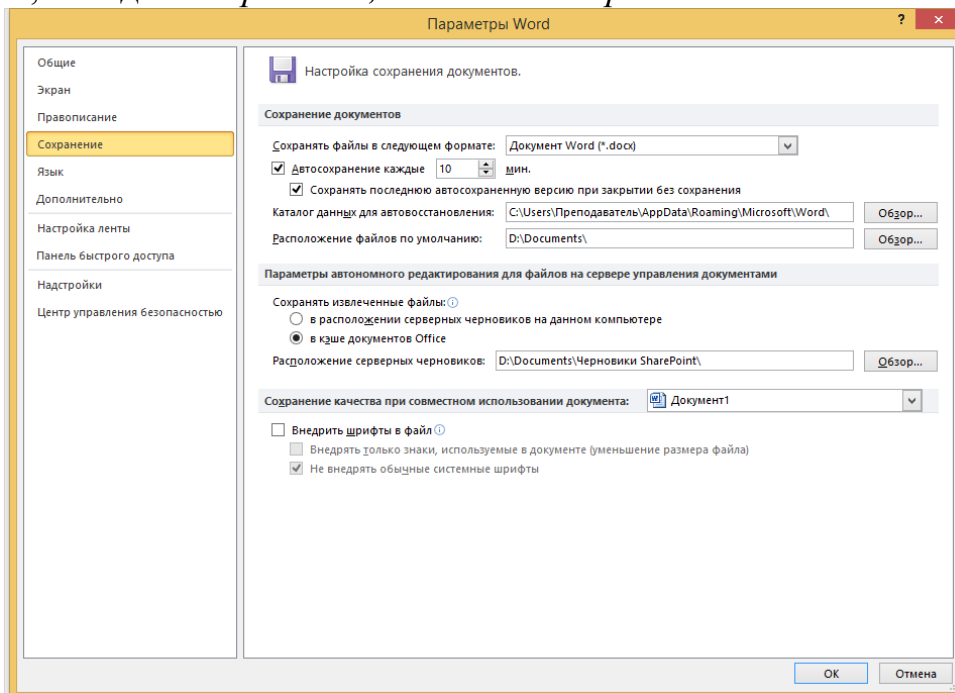 Параметры Word
Общие
Экран
Правописание
Сохранение
Язык
Дополнительно
Настройка ленты
Панель быстрого доступа
Надстройки
Центр управления безопасностью
Настройка сохранения документов.
Сохранение документов
Сохранять файлы в следующем формате: Документ Word (*.docx)
Автосохранение каждые 10 мин.
Сохранять последнюю автосохраненную версию при закрытии без сохранения
Каталог данных для автовосстановления: C:\Users\Преподаватель\AppData\Roaming\Microsoft\Word\ Обзор...
Расположение файлов по умолчанию: D:\Documents\ Обзор...
Параметры автономного редактирования для файлов на сервере управления документами
Сохранять извлеченные файлы:
в расположении серверных черновиков на данном компьютере
в кэше документов Office
Расположение серверных черновиков: D:\Documents\Черновики SharePoint\ Обзор...
Сохранение качества при совместном использовании документа: Документ1
Внедрить шрифты в файл
Внедрять только знаки, используемые в документе (уменьшение размера файла)
Не внедрять обычные системные шрифты
ОК Отмена